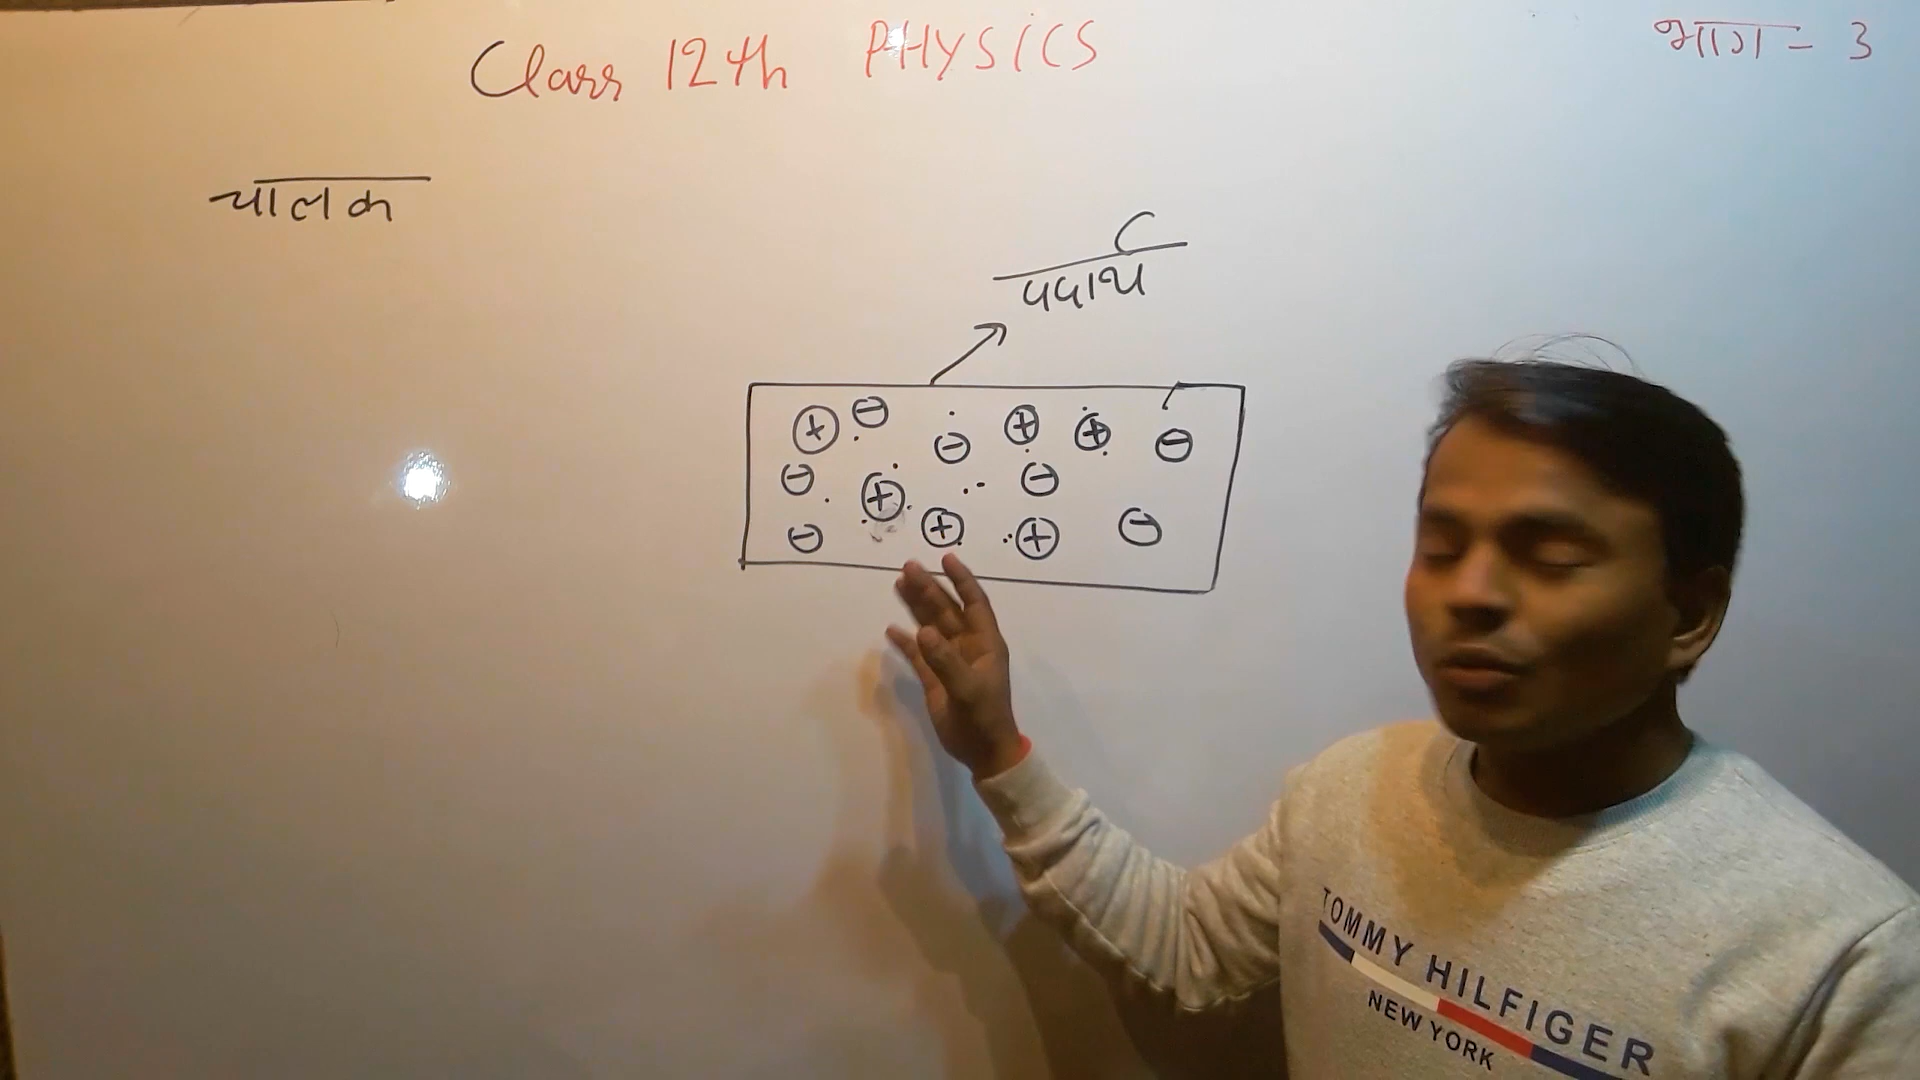 Class 12th PHYSICS
भाग = 3
चालक
पदार्थ
TOMMY HILFIGER
NEW YORK